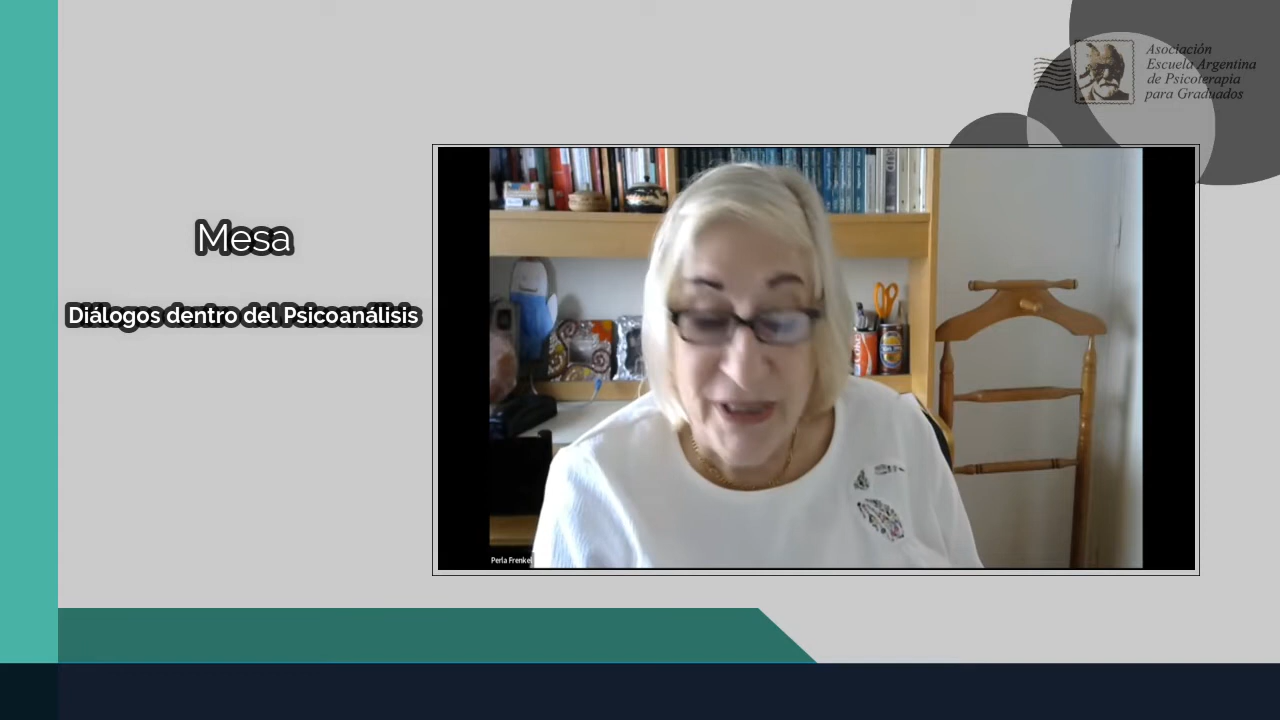 Asociación
Escuela Argentina
de Psicoterapia
para Graduados
Mesa
Diálogos dentro del Psicoanálisis
Perla Frenkel